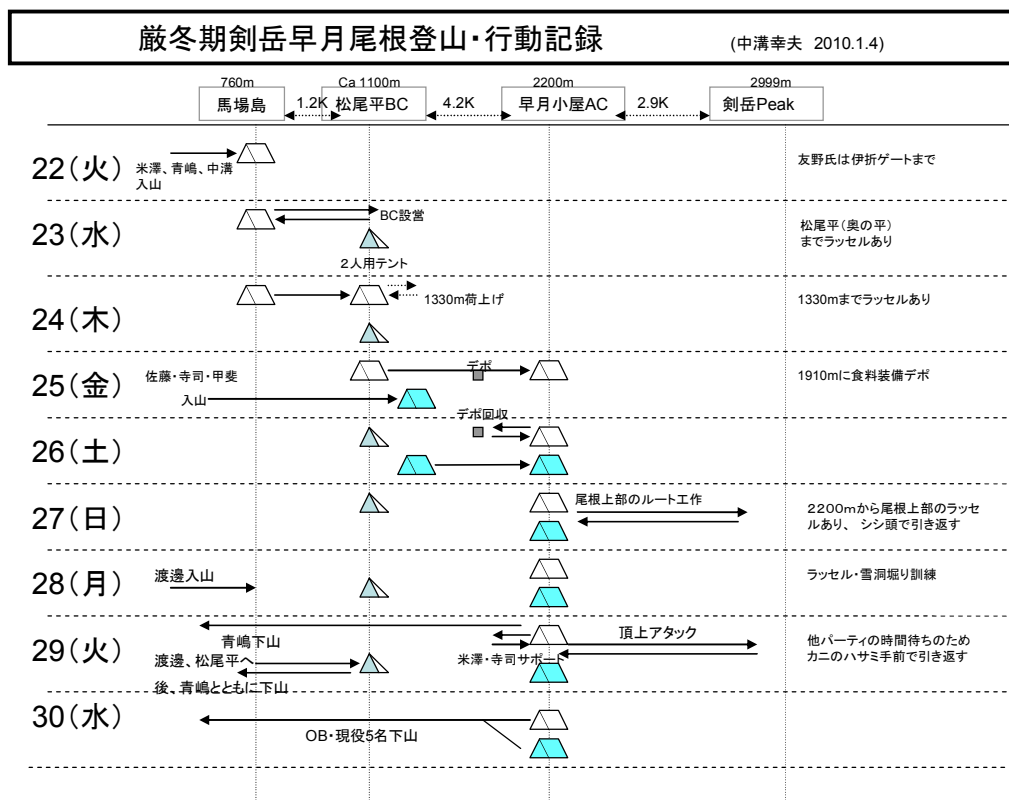 厳冬期剣岳早月尾根登山・行動記録
(中溝幸夫 2010.1.4)
760m
Ca 1100m
2200m
2999m
馬場島
1.2K
松尾平BC
4.2K
早月小屋AC
2.9K
剣岳Peak
22(火)
米澤、青嶋、中溝
入山
友野氏は伊折ゲートまで
23(水)
BC設営
2人用テント
松尾平(奥の平)
までラッセルあり
24(木)
1330m荷上げ
1330mまでラッセルあり
25(金)
佐藤・寺司・甲斐
入山
デポ
1910mに食料装備デポ
26(土)
デポ回収
27(日)
尾根上部のルート工作
2200mから尾根上部のラッセ
ルあり、 シシ頭で引き返す
28(月)
渡邊入山
ラッセル・雪洞堀り訓練
29(火)
青嶋下山
渡邊、松尾平へ
後、青嶋とともに下山
米澤・寺司サポート
頂上アタック
他パーティの時間待ちのため
カニのハサミ手前で引き返す
30(水)
OB・現役5名下山